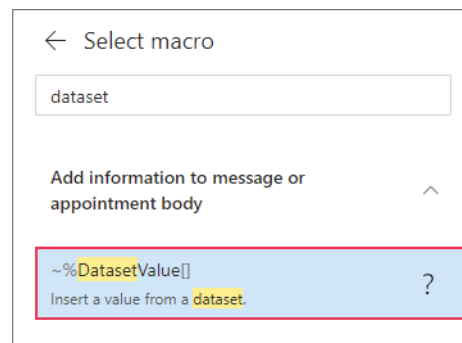 ← Select macro
dataset
Add information to message or
appointment body
~%DatasetValue[]
Insert a value from a dataset.
?